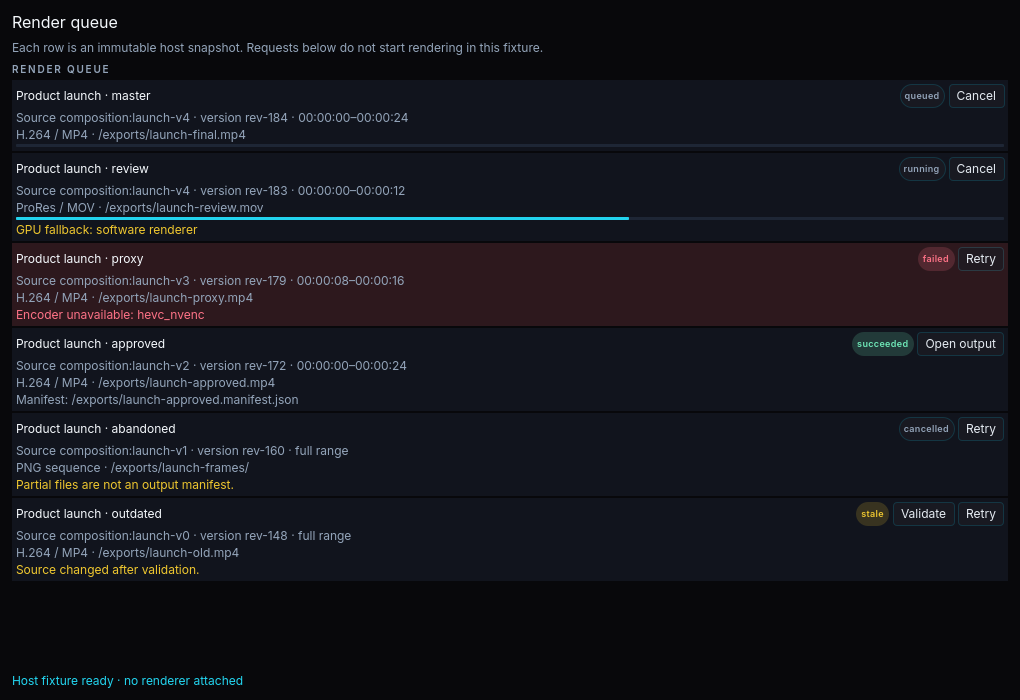 Render queue
Each row is an immutable host snapshot. Requests below do not start rendering in this fixture.
RENDER QUEUE
Product launch · master queued Cancel
Source composition:launch-v4 · version rev-184 · 00:00:00–00:00:24
H.264 / MP4 · /exports/launch-final.mp4
Product launch · review running Cancel
Source composition:launch-v4 · version rev-183 · 00:00:00–00:00:12
ProRes / MOV · /exports/launch-review.mov
GPU fallback: software renderer
Product launch · proxy failed Retry
Source composition:launch-v3 · version rev-179 · 00:00:08–00:00:16
H.264 / MP4 · /exports/launch-proxy.mp4
Encoder unavailable: hevc_nvenc
Product launch · approved succeeded Open output
Source composition:launch-v2 · version rev-172 · 00:00:00–00:00:24
H.264 / MP4 · /exports/launch-approved.mp4
Manifest: /exports/launch-approved.manifest.json
Product launch · abandoned cancelled Retry
Source composition:launch-v1 · version rev-160 · full range
PNG sequence · /exports/launch-frames/
Partial files are not an output manifest.
Product launch · outdated stale Validate Retry
Source composition:launch-v0 · version rev-148 · full range
H.264 / MP4 · /exports/launch-old.mp4
Source changed after validation.
Host fixture ready · no renderer attached